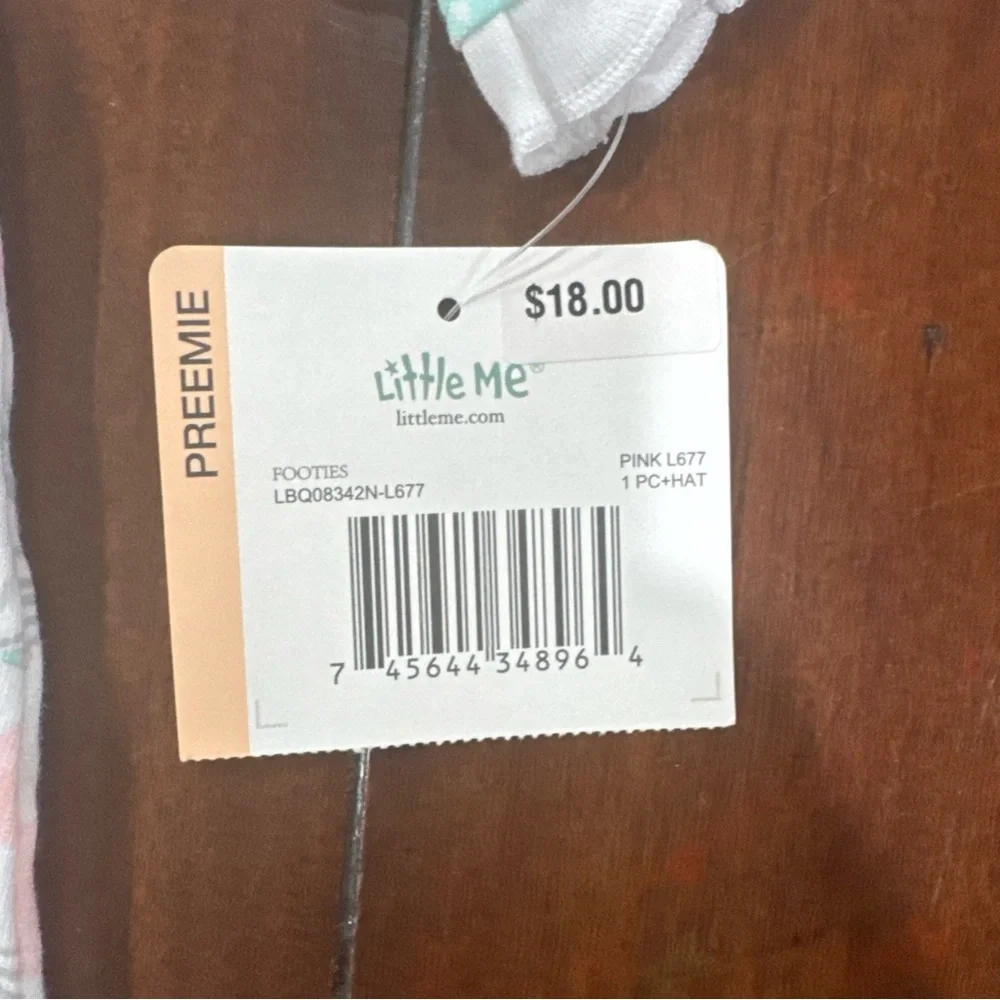 PREEMIE
$18.00
Little Me®
littleme.com
FOOTIES
LBQ08342N-L677
PINK L677
1 PC+HAT
7 45644 34896 4